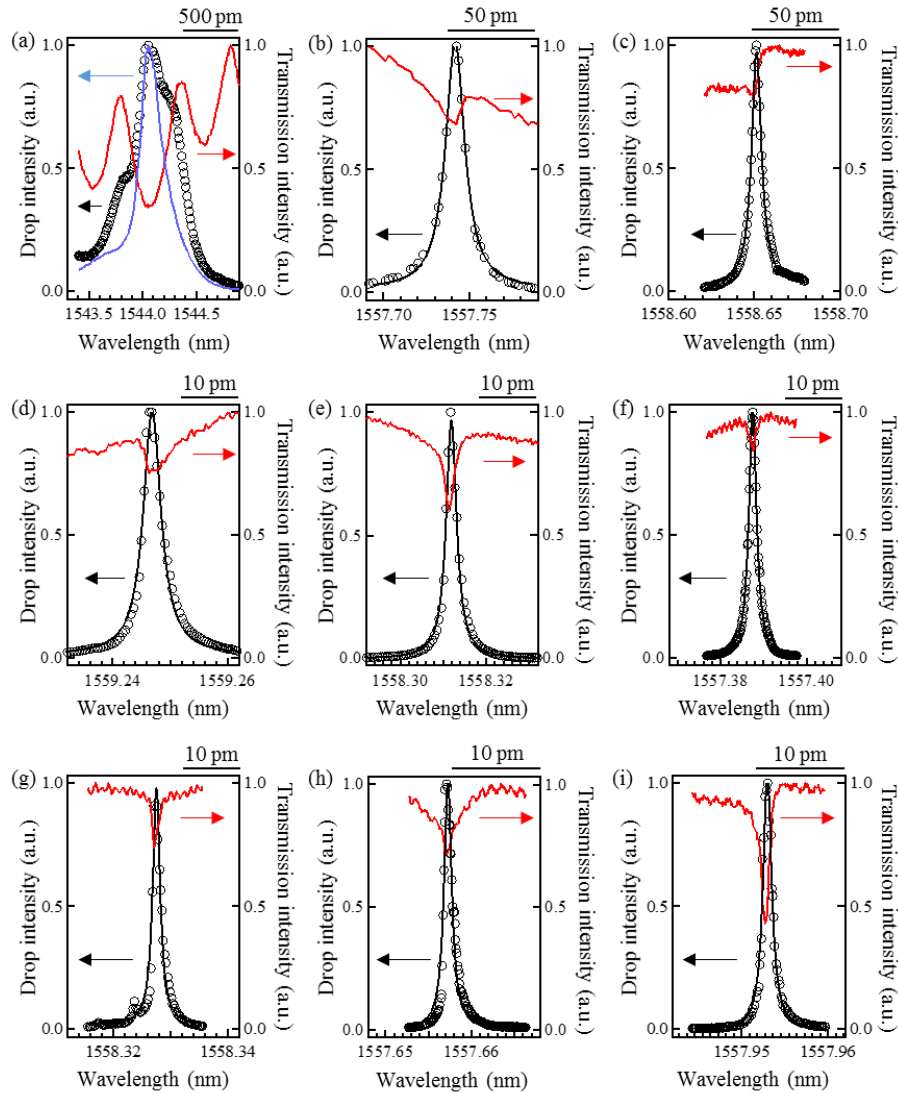 500 pm
50 pm
50 pm
(a)
1.0
1.0
(b)
1.0
1.0
(c)
1.0
1.0
Drop intensity (a.u.)
0.5
0.5
Transmission intensity (a.u.)
Drop intensity (a.u.)
0.5
0.5
Transmission intensity (a.u.)
Drop intensity (a.u.)
0.5
0.5
Transmission intensity (a.u.)
0.0
0.0
0.0
0.0
0.0
0.0
1543.5 1544.0 1544.5
1557.70 1557.75
1558.60 1558.65 1558.70
Wavelength (nm)
Wavelength (nm)
Wavelength (nm)
10 pm
10 pm
10 pm
(d)
1.0
1.0
(e)
1.0
1.0
(f)
1.0
1.0
Drop intensity (a.u.)
0.5
0.5
Transmission intensity (a.u.)
Drop intensity (a.u.)
0.5
0.5
Transmission intensity (a.u.)
Drop intensity (a.u.)
0.5
0.5
Transmission intensity (a.u.)
0.0
0.0
0.0
0.0
0.0
0.0
1559.24 1559.26
1558.30 1558.32
1557.38 1557.40
Wavelength (nm)
Wavelength (nm)
Wavelength (nm)
10 pm
10 pm
10 pm
(g)
1.0
1.0
(h)
1.0
1.0
(i)
1.0
1.0
Drop intensity (a.u.)
0.5
0.5
Transmission intensity (a.u.)
Drop intensity (a.u.)
0.5
0.5
Transmission intensity (a.u.)
Drop intensity (a.u.)
0.5
0.5
Transmission intensity (a.u.)
0.0
0.0
0.0
0.0
0.0
0.0
1558.32 1558.34
1557.65 1557.66
1557.95 1557.96
Wavelength (nm)
Wavelength (nm)
Wavelength (nm)